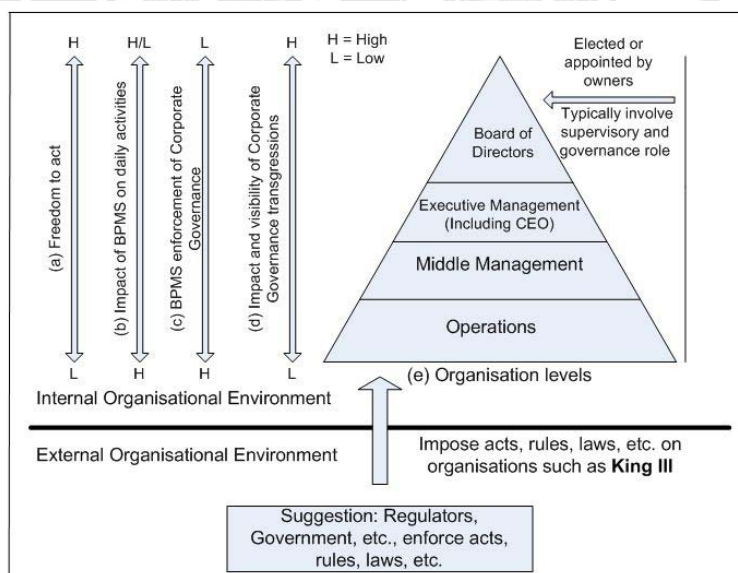 H
H/L
L
H
H = High
L = Low
Elected or
appointed by
owners
Typically involve
supervisory and
governance role
(a) Freedom to act
(b) Impact of BPMS on daily activities
(c) BPMS enforcement of Corporate
Governance
(d) Impact and visibility of Corporate
Governance transgressions
Board of
Directors
Executive Management
(Including CEO)
Middle Management
Operations
L
H
H
L
(e) Organisation levels
Internal Organisational Environment
External Organisational Environment
Impose acts, rules, laws, etc. on
organisations such as King III
Suggestion: Regulators,
Government, etc., enforce acts,
rules, laws, etc.